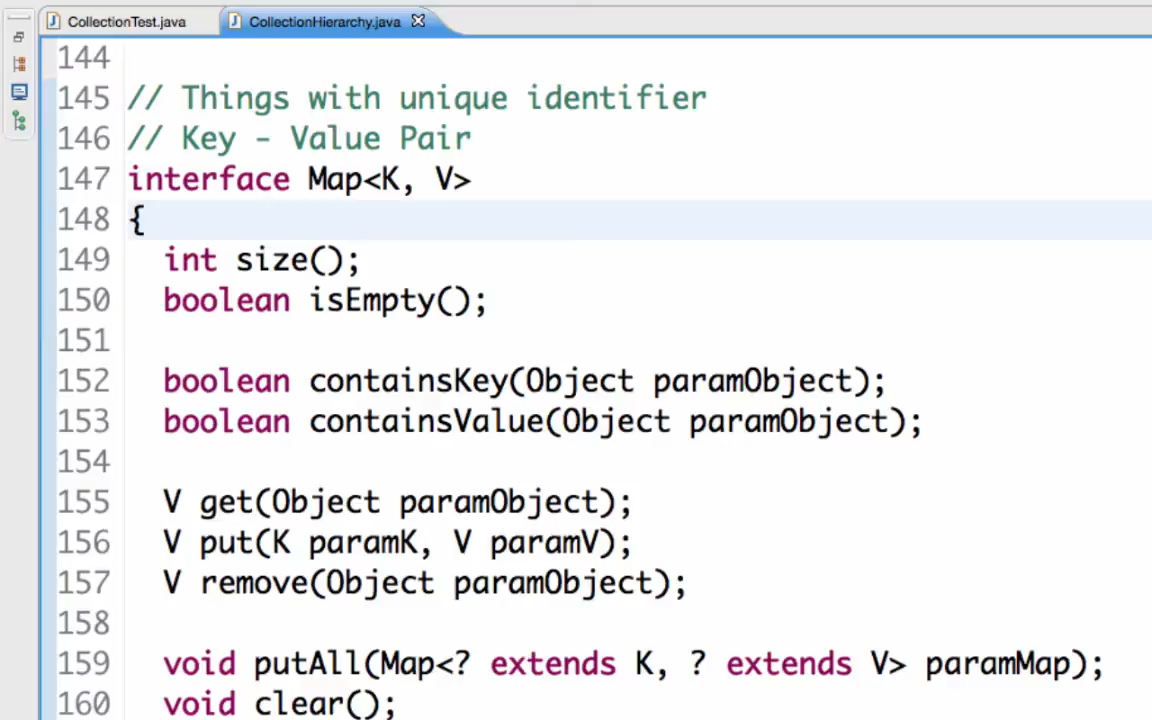 CollectionTest.java
CollectionHierarchy.java
144
145 // Things with unique identifier
146 // Key - Value Pair
147 interface Map<K, V>
148 {
149 int size();
150 boolean isEmpty();
151
152 boolean containsKey(Object paramObject);
153 boolean containsValue(Object paramObject);
154
155 V get(Object paramObject);
156 V put(K paramK, V paramV);
157 V remove(Object paramObject);
158
159 void putAll(Map<? extends K, ? extends V> paramMap);
160 void clear();